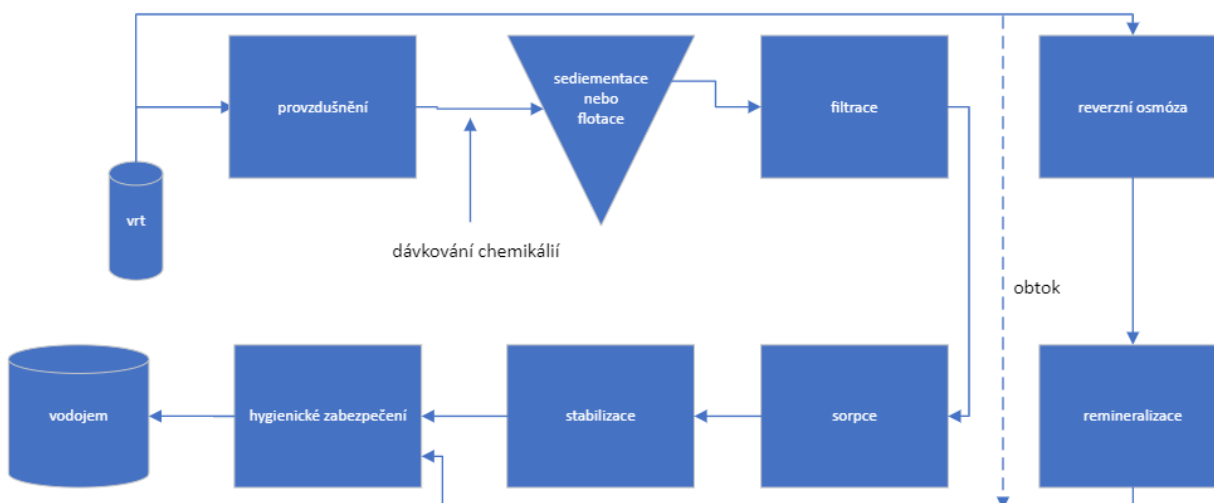 provzdušnění
sediementace
nebo
flotace
filtrace
reverzní osmóza
vrt
dávkování chemikálií
obtok
vodojem
hygienické zabezpečení
stabilizace
sorpce
remineralizace